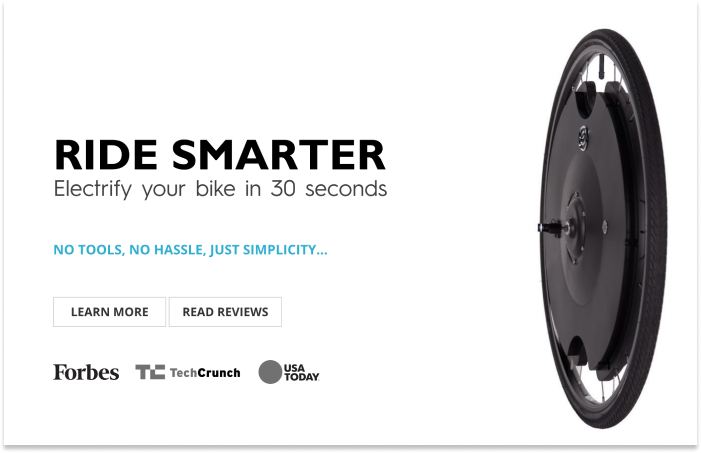 RIDE SMARTER
Electrify your bike in 30 seconds
NO TOOLS, NO HASSLE, JUST SIMPLICITY...
LEARN MORE
READ REVIEWS
Forbes
TechCrunch
USA
TODAY